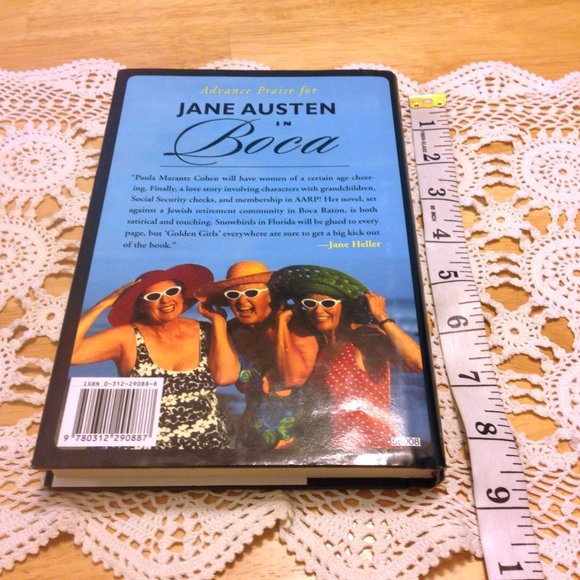 Advance Praise for
JANE AUSTEN
IN
Boca
"Paula Marantz Cohen will have women of a certain age cheer-
ing. Finally, a love story involving characters with grandchildren,
Social Security checks, and membership in AARP! Her novel, set
against a Jewish retirement community in Boca Raton, is both
satirical and touching. Snowbirds in Florida will be glued to every
page, but 'Golden Girls' everywhere are sure to get a big kick out
of the book."
—Jane Heller
ISBN 0-312-29088-8
9 780312 290887
1
2
3
4
5
6
7
8
9
1